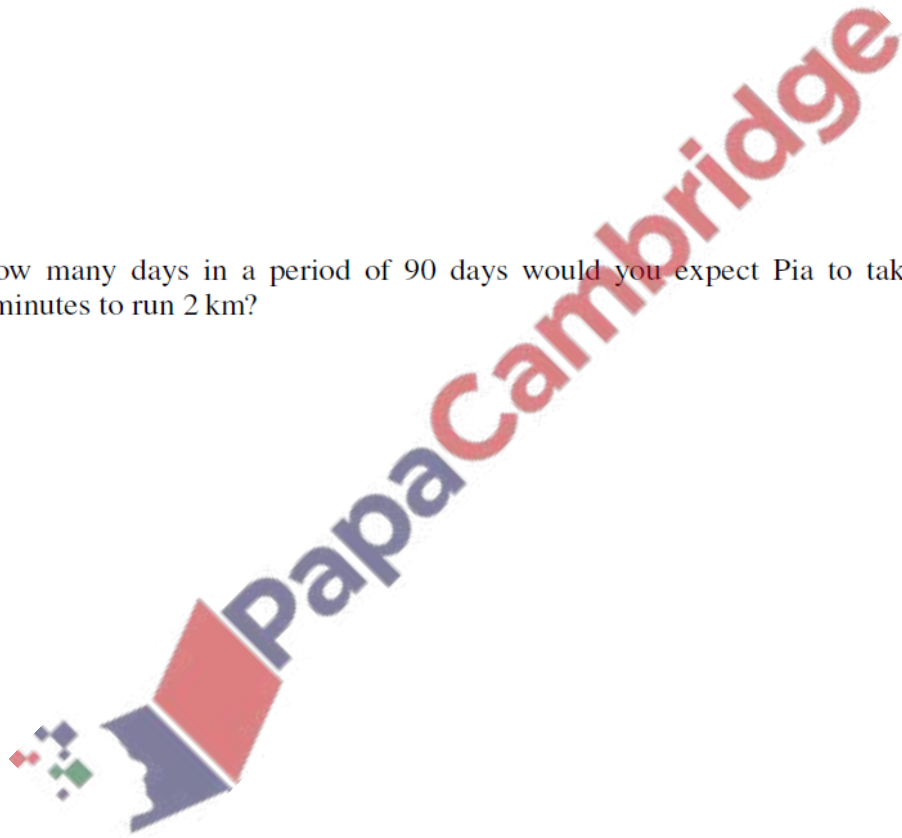 ow many days in a period of 90 days would you expect Pia to tak
minutes to run 2 km?
PapaCambridge